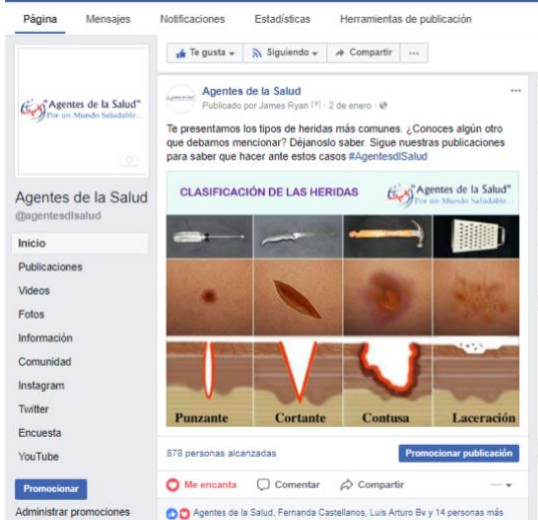 Página Mensajes Notificaciones Estadísticas Herramientas de publicación
"Agentes de la Salud"
Por un Mundo Saludable...
Agentes de la Salud
@agentesdlsalud
Inicio
Publicaciones
Videos
Fotos
Información
Comunidad
Instagram
Twitter
Encuesta
YouTube
Promocionar
Administrar promociones
Te gusta Siguiendo Compartir ...
Agentes de la Salud
Publicado por James Ryan [?] · 2 de enero ·
Te presentamos los tipos de heridas más comunes. ¿Conoces algún otro
que debamos mencionar? Déjanoslo saber. Sigue nuestras publicaciones
para saber que hacer ante estos casos #AgentesdlSalud
CLASIFICACIÓN DE LAS HERIDAS
"Agentes de la Salud"
Por un Mundo Saludable...
Punzante Cortante Contusa Laceración
878 personas alcanzadas
Promocionar publicación
Me encanta Comentar Compartir
Agentes de la Salud, Fernanda Castellanos, Luis Arturo Bv y 14 personas más